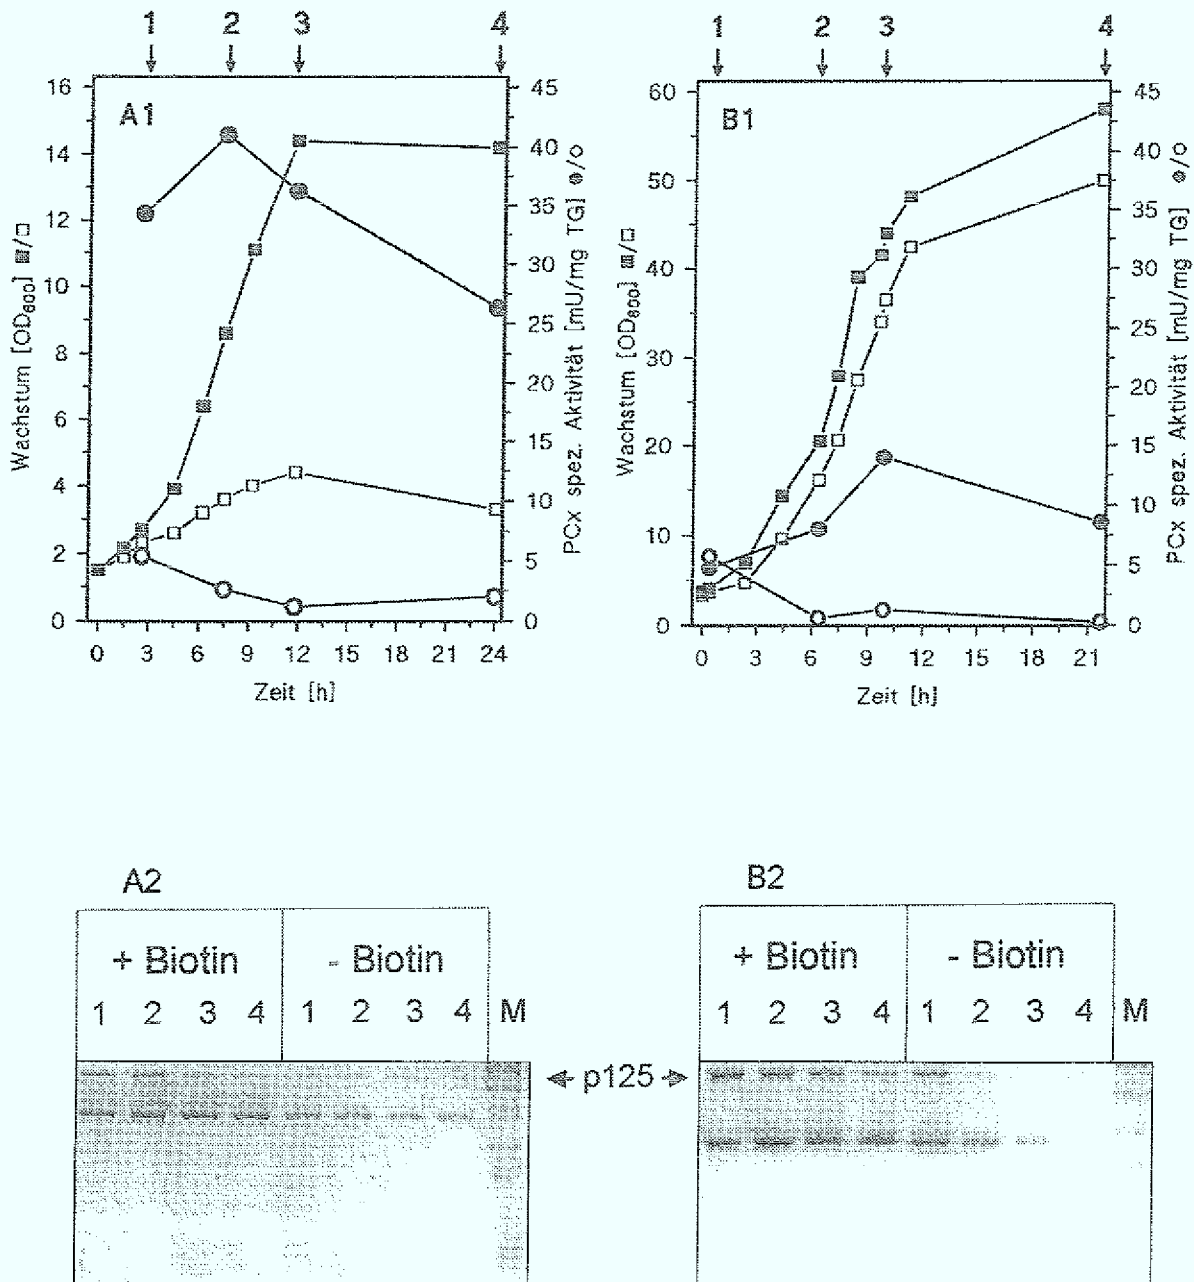 1 2 3 4
A1
16 14 12 10 8 6 4 2 0
45 40 35 30 25 20 15 10 5 0
Wachstum [OD600] ■/□
PCx spez. Aktivität [mU/mg TG] ●/○
0 3 6 9 12 15 18 21 24
Zeit [h]
1 2 3 4
B1
60 50 40 30 20 10 0
45 40 35 30 25 20 15 10 5 0
Wachstum [OD600] ■/□
PCx spez. Aktivität [mU/mg TG] ●/○
0 3 6 9 12 15 18 21
Zeit [h]
A2
+ Biotin - Biotin
1 2 3 4 1 2 3 4 M
p125
B2
+ Biotin - Biotin
1 2 3 4 1 2 3 4 M